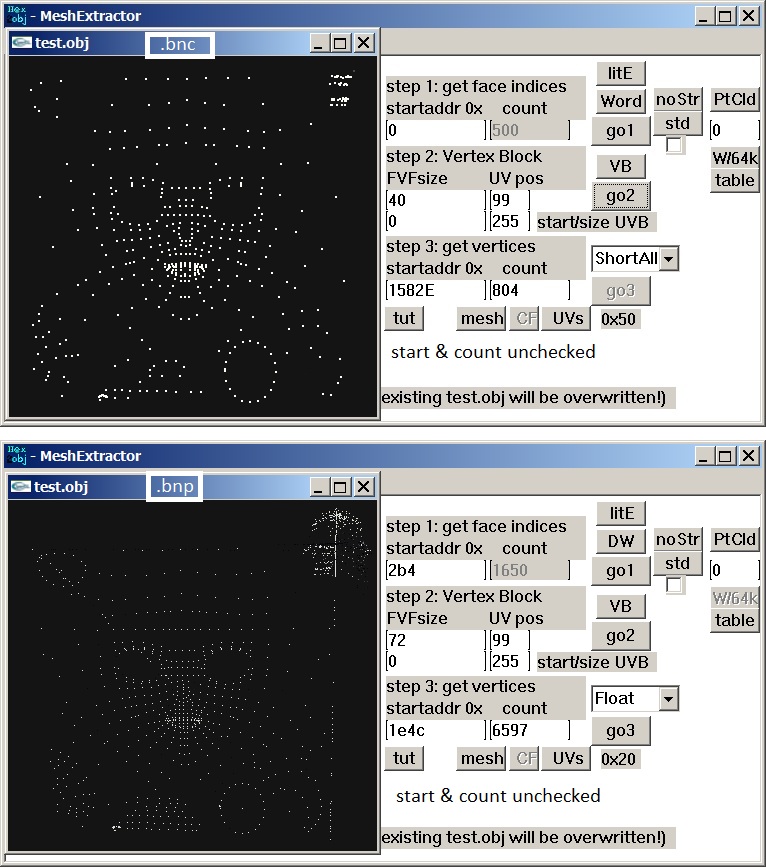 Hex obj - MeshExtractor
test.obj .bnc
step 1: get face indices
startaddr 0x count
0 500
litE
Word
go1
noStr
std
PtCld
0
step 2: Vertex Block
FVFsize UV pos
40 99
0 255 start/size UVB
VB
go2
W/64k
table
step 3: get vertices
startaddr 0x count
1582E 804
ShortAll
go3
tut mesh CF UVs 0x50
start & count unchecked
existing test.obj will be overwritten!)
Hex obj - MeshExtractor
test.obj .bnp
step 1: get face indices
startaddr 0x count
2b4 1650
litE
DW
go1
noStr
std
PtCld
0
step 2: Vertex Block
FVFsize UV pos
72 99
0 255 start/size UVB
VB
go2
W/64k
table
step 3: get vertices
startaddr 0x count
1e4c 6597
Float
go3
tut mesh CF UVs 0x20
start & count unchecked
existing test.obj will be overwritten!)